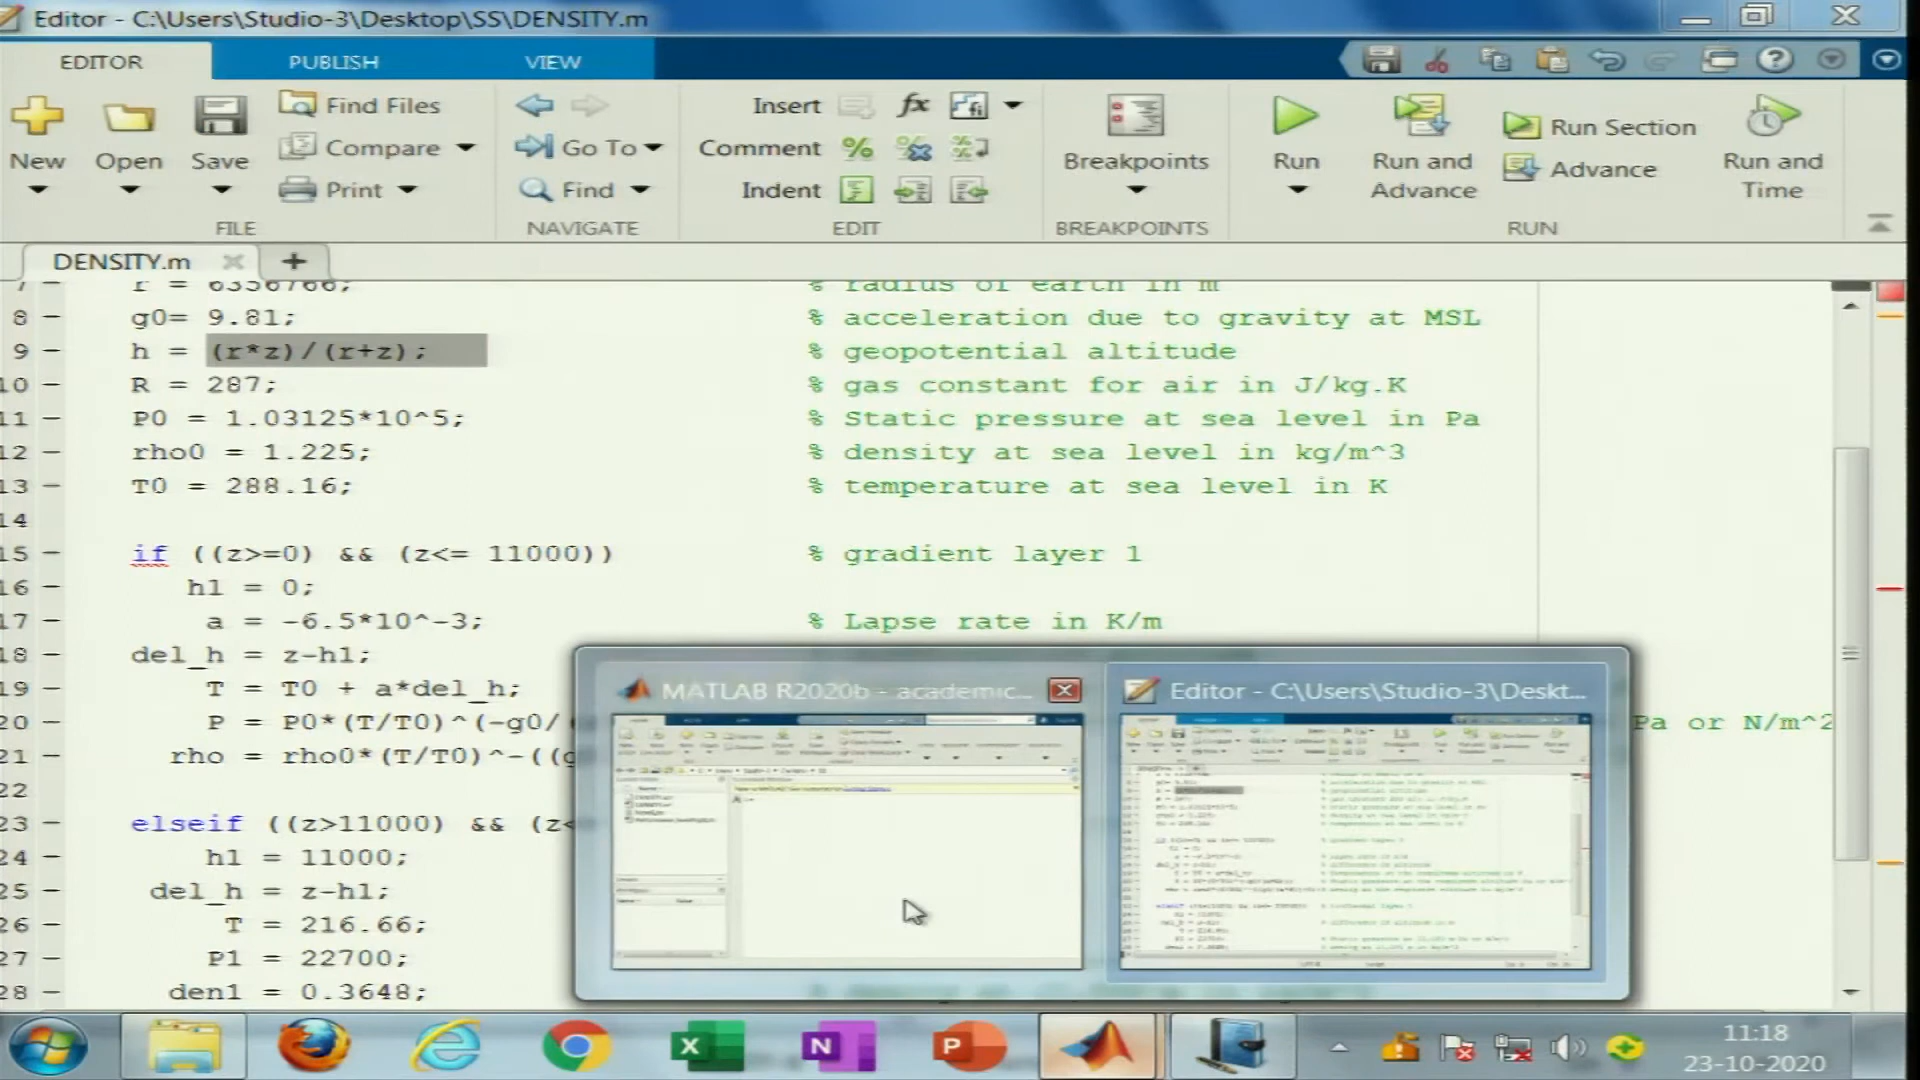 Editor - C:\Users\Studio-3\Desktop\SS\DENSITY.m
EDITOR PUBLISH VIEW
New Open Save Find Files Compare Print
Go To Find
Insert Comment Indent
Breakpoints
Run Run and Advance Run Section Advance Run and Time
FILE NAVIGATE EDIT BREAKPOINTS RUN
DENSITY.m
7 r = 6356766; % radius of earth in m
8 g0= 9.81; % acceleration due to gravity at MSL
9 h = (r*z)/(r+z); % geopotential altitude
10 R = 287; % gas constant for air in J/kg.K
11 P0 = 1.03125*10^5; % Static pressure at sea level in Pa
12 rho0 = 1.225; % density at sea level in kg/m^3
13 T0 = 288.16; % temperature at sea level in K
14
15 if ((z>=0) && (z<= 11000)) % gradient layer 1
16 h1 = 0;
17 a = -6.5*10^-3; % Lapse rate in K/m
18 del_h = z-h1;
19 T = T0 + a*del_h;
20 P = P0*(T/T0)^(-g0/ Pa or N/m^2
21 rho = rho0*(T/T0)^-((g
22
23 elseif ((z>11000) && (z<
24 h1 = 11000;
25 del_h = z-h1;
26 T = 216.66;
27 P1 = 22700;
28 den1 = 0.3648;
MATLAB R2020b - academic...
Editor - C:\Users\Studio-3\Deskt...
11:18
23-10-2020